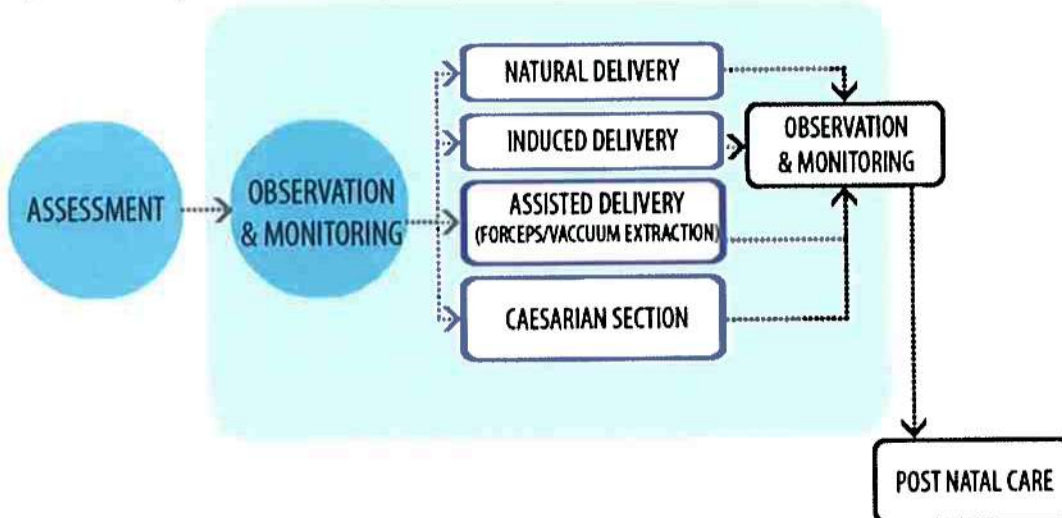 ASSESSMENT
OBSERVATION
& MONITORING
NATURAL DELIVERY
INDUCED DELIVERY
ASSISTED DELIVERY
(FORCEPS/VACCUUM EXTRACTION)
CAESARIAN SECTION
OBSERVATION
& MONITORING
POST NATAL CARE